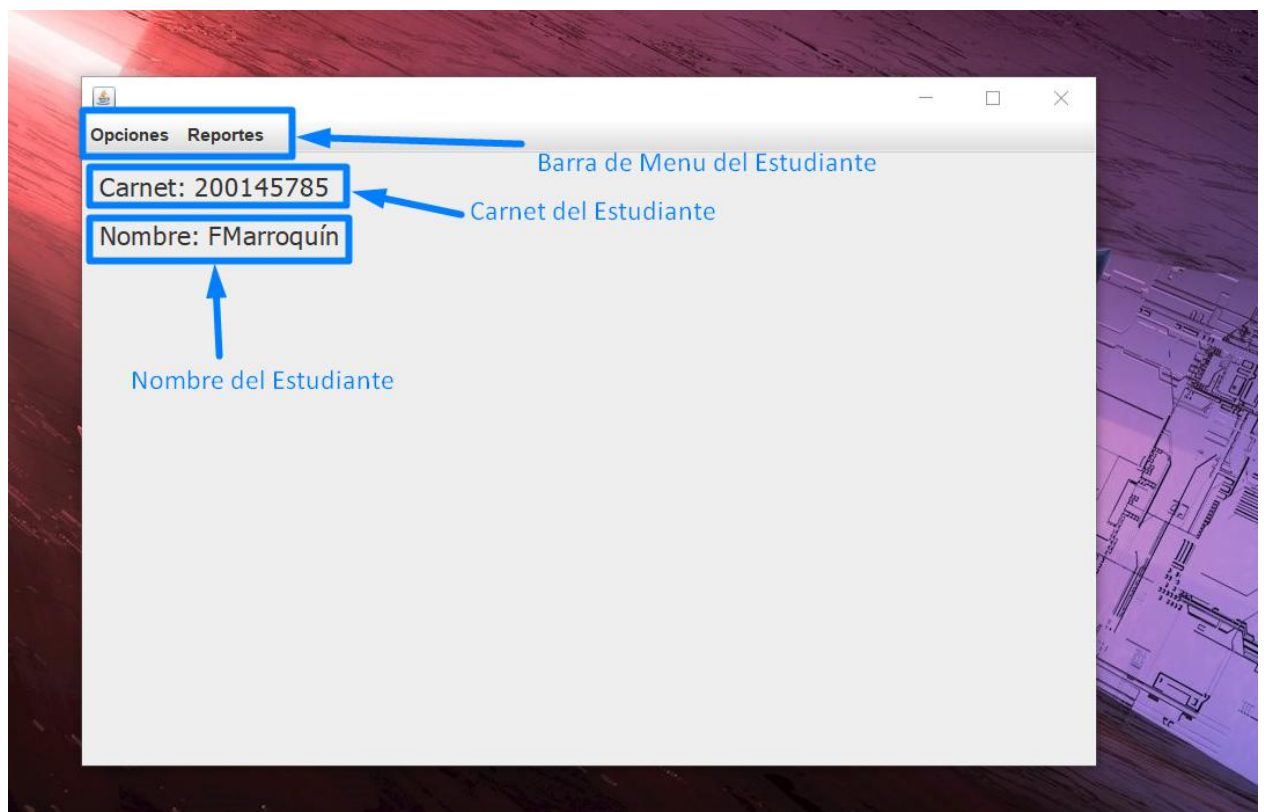 Opciones Reportes
Barra de Menu del Estudiante
Carnet: 200145785
Carnet del Estudiante
Nombre: FMarroquín
Nombre del Estudiante